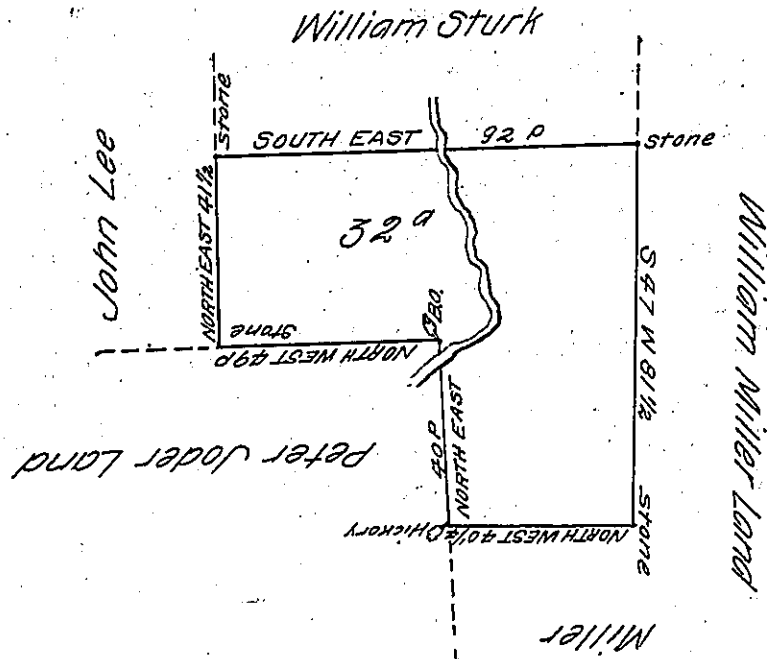 William Sturk
stone
SOUTH EAST 92 P
stone
John Lee
NORTH EAST 41½
32 a
S 47 W 81½
William Miller Land
stone
B.O.
NORTH WEST 49 P
Peter Joder Land
40 P
NORTH EAST
Hickory
NORTH WEST 40¼
Stone
Miller